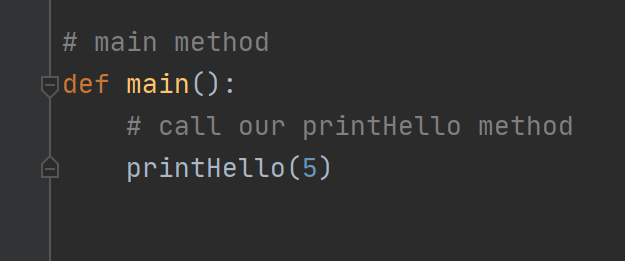 # main method
def main():
    # call our printHello method
    printHello(5)